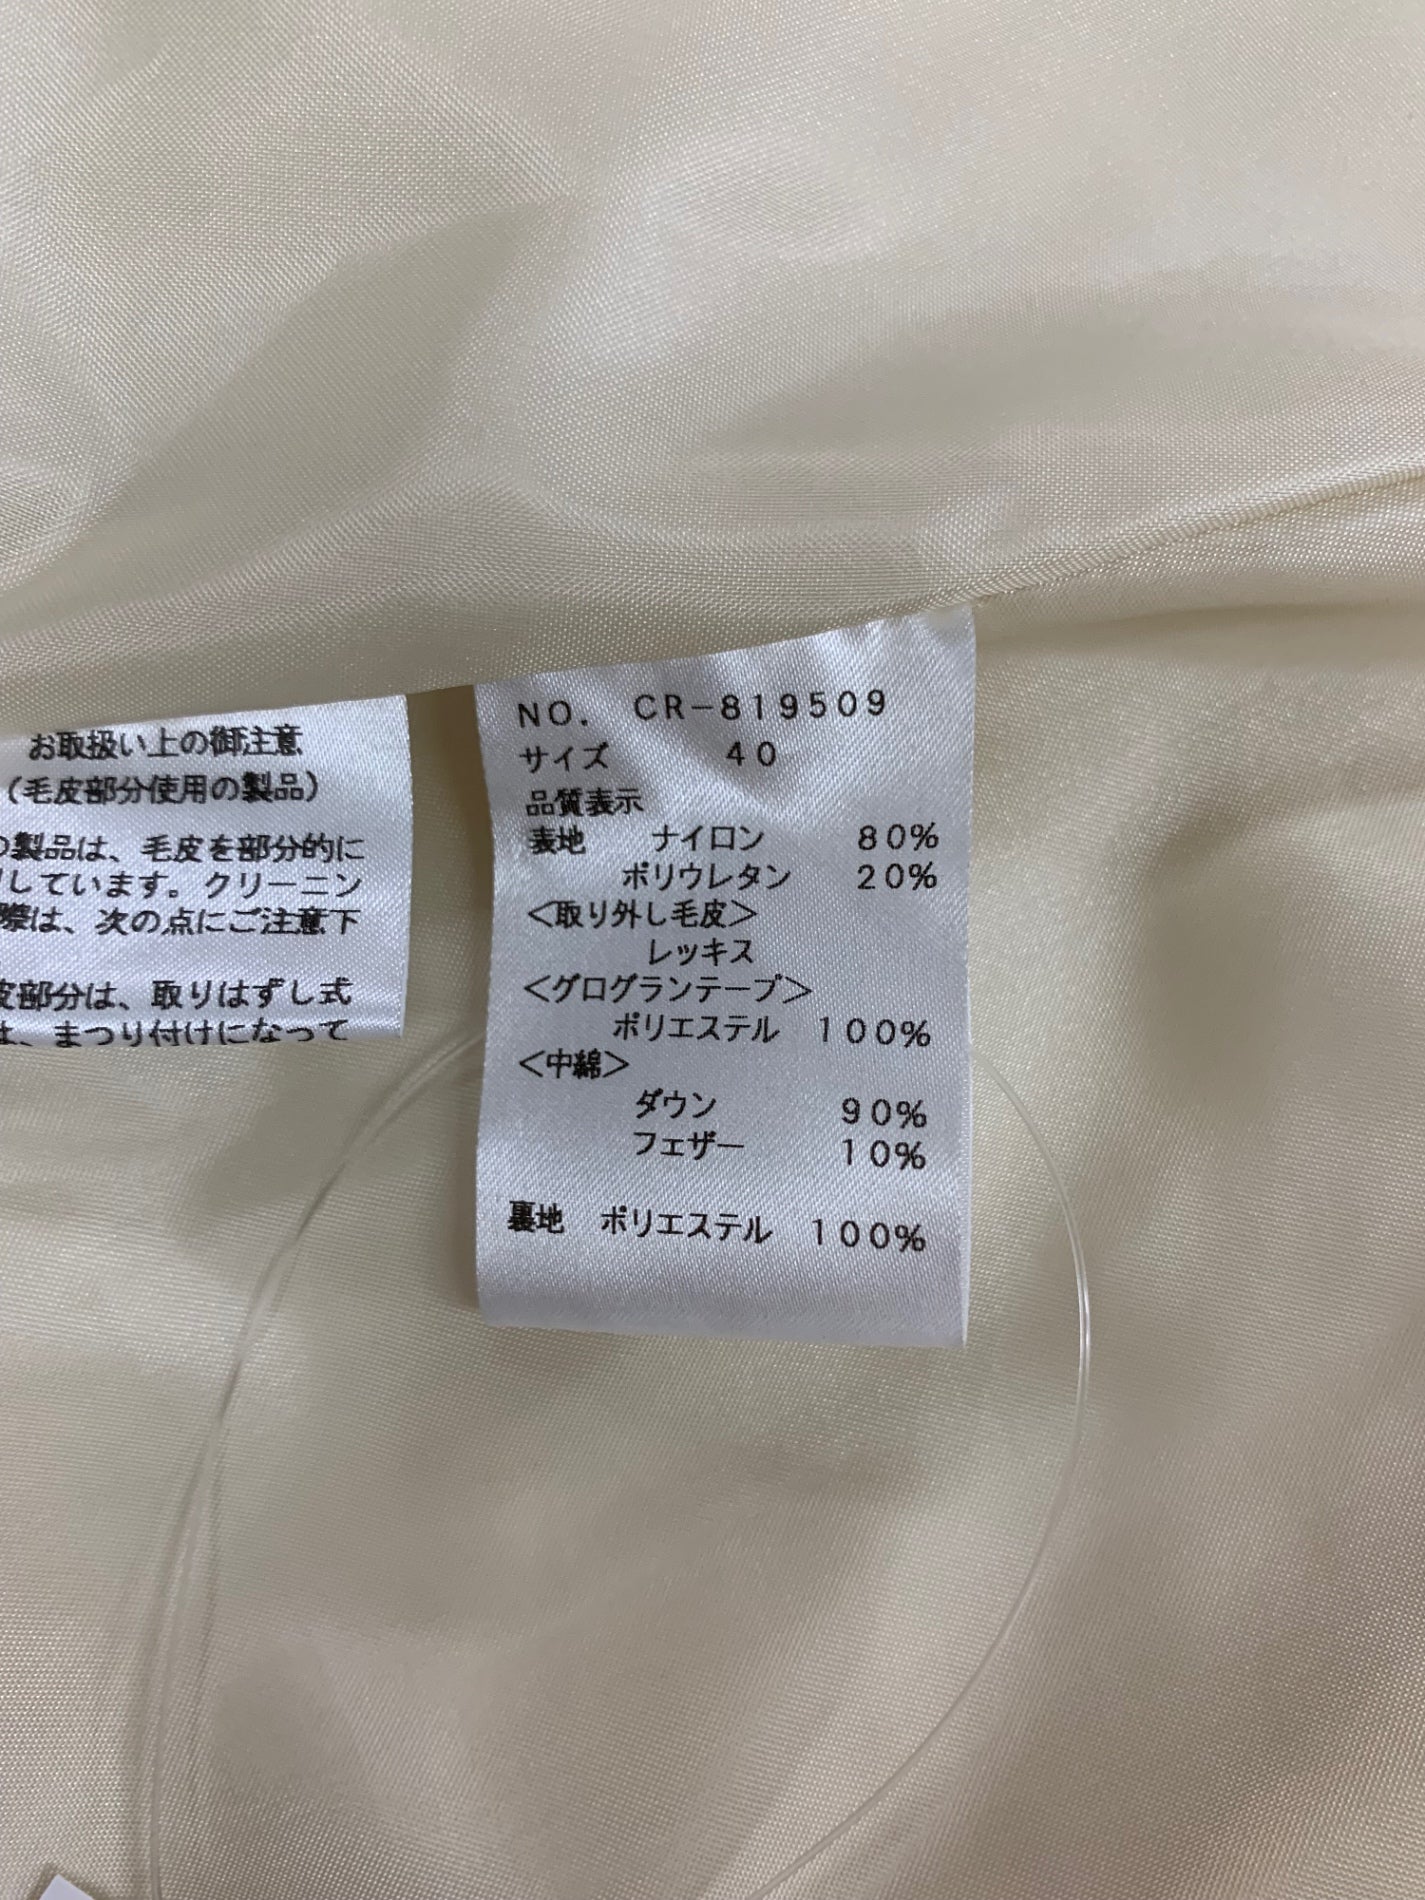 お取扱い上の御注意
(毛皮部分使用の製品)
の製品は、毛皮を部分的に
しています。クリーニン
際は、次の点にご注意下
皮部分は、取りはずし式
は、まつり付けになって
NO. CR-819509
サイズ 40
品質表示
表地 ナイロン 80%
ポリウレタン 20%
<取り外し毛皮>
レッキス
<グログランテープ>
ポリエステル 100%
<中綿>
ダウン 90%
フェザー 10%
裏地 ポリエステル 100%